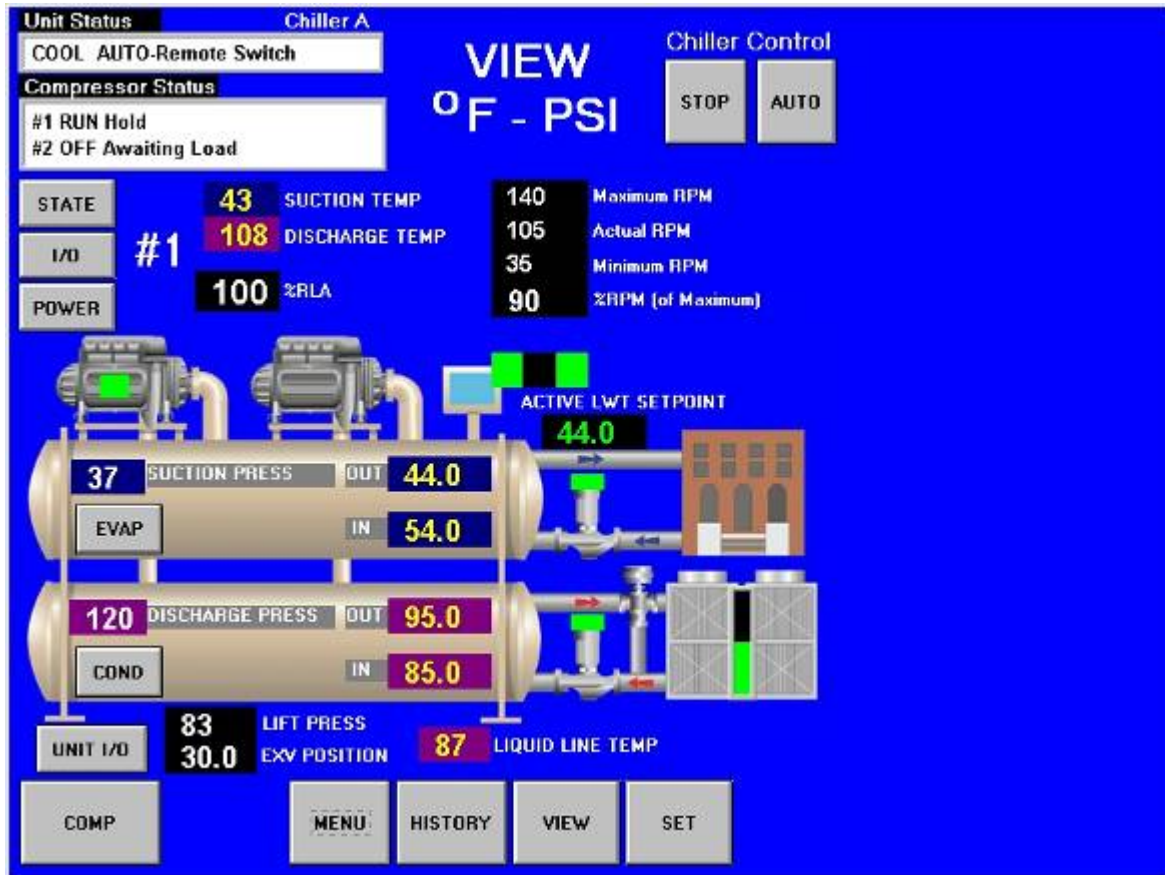 Unit Status Chiller A
COOL AUTO-Remote Switch
Compressor Status
#1 RUN Hold
#2 OFF Awaiting Load
VIEW
ºF - PSI
Chiller Control
STOP AUTO
STATE
I/O
POWER
#1
43 SUCTION TEMP
108 DISCHARGE TEMP
100 %RLA
140 Maximum RPM
105 Actual RPM
35 Minimum RPM
90 %RPM (of Maximum)
ACTIVE LWT SETPOINT
44.0
37 SUCTION PRESS OUT 44.0
EVAP IN 54.0
120 DISCHARGE PRESS OUT 95.0
COND IN 85.0
UNIT I/O
83 LIFT PRESS
30.0 EXV POSITION
87 LIQUID LINE TEMP
COMP MENU HISTORY VIEW SET